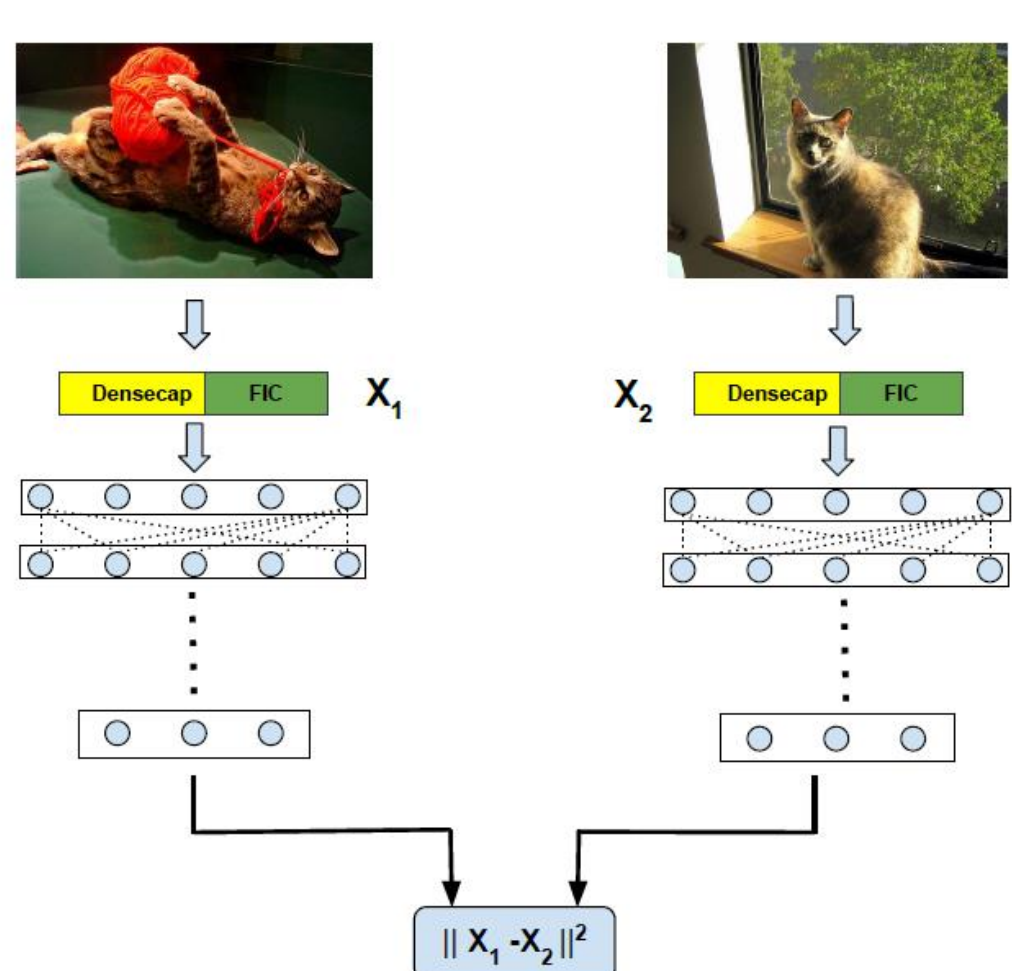 Densecap FIC X₁
X₂ Densecap FIC
|| X₁ -X₂ ||²